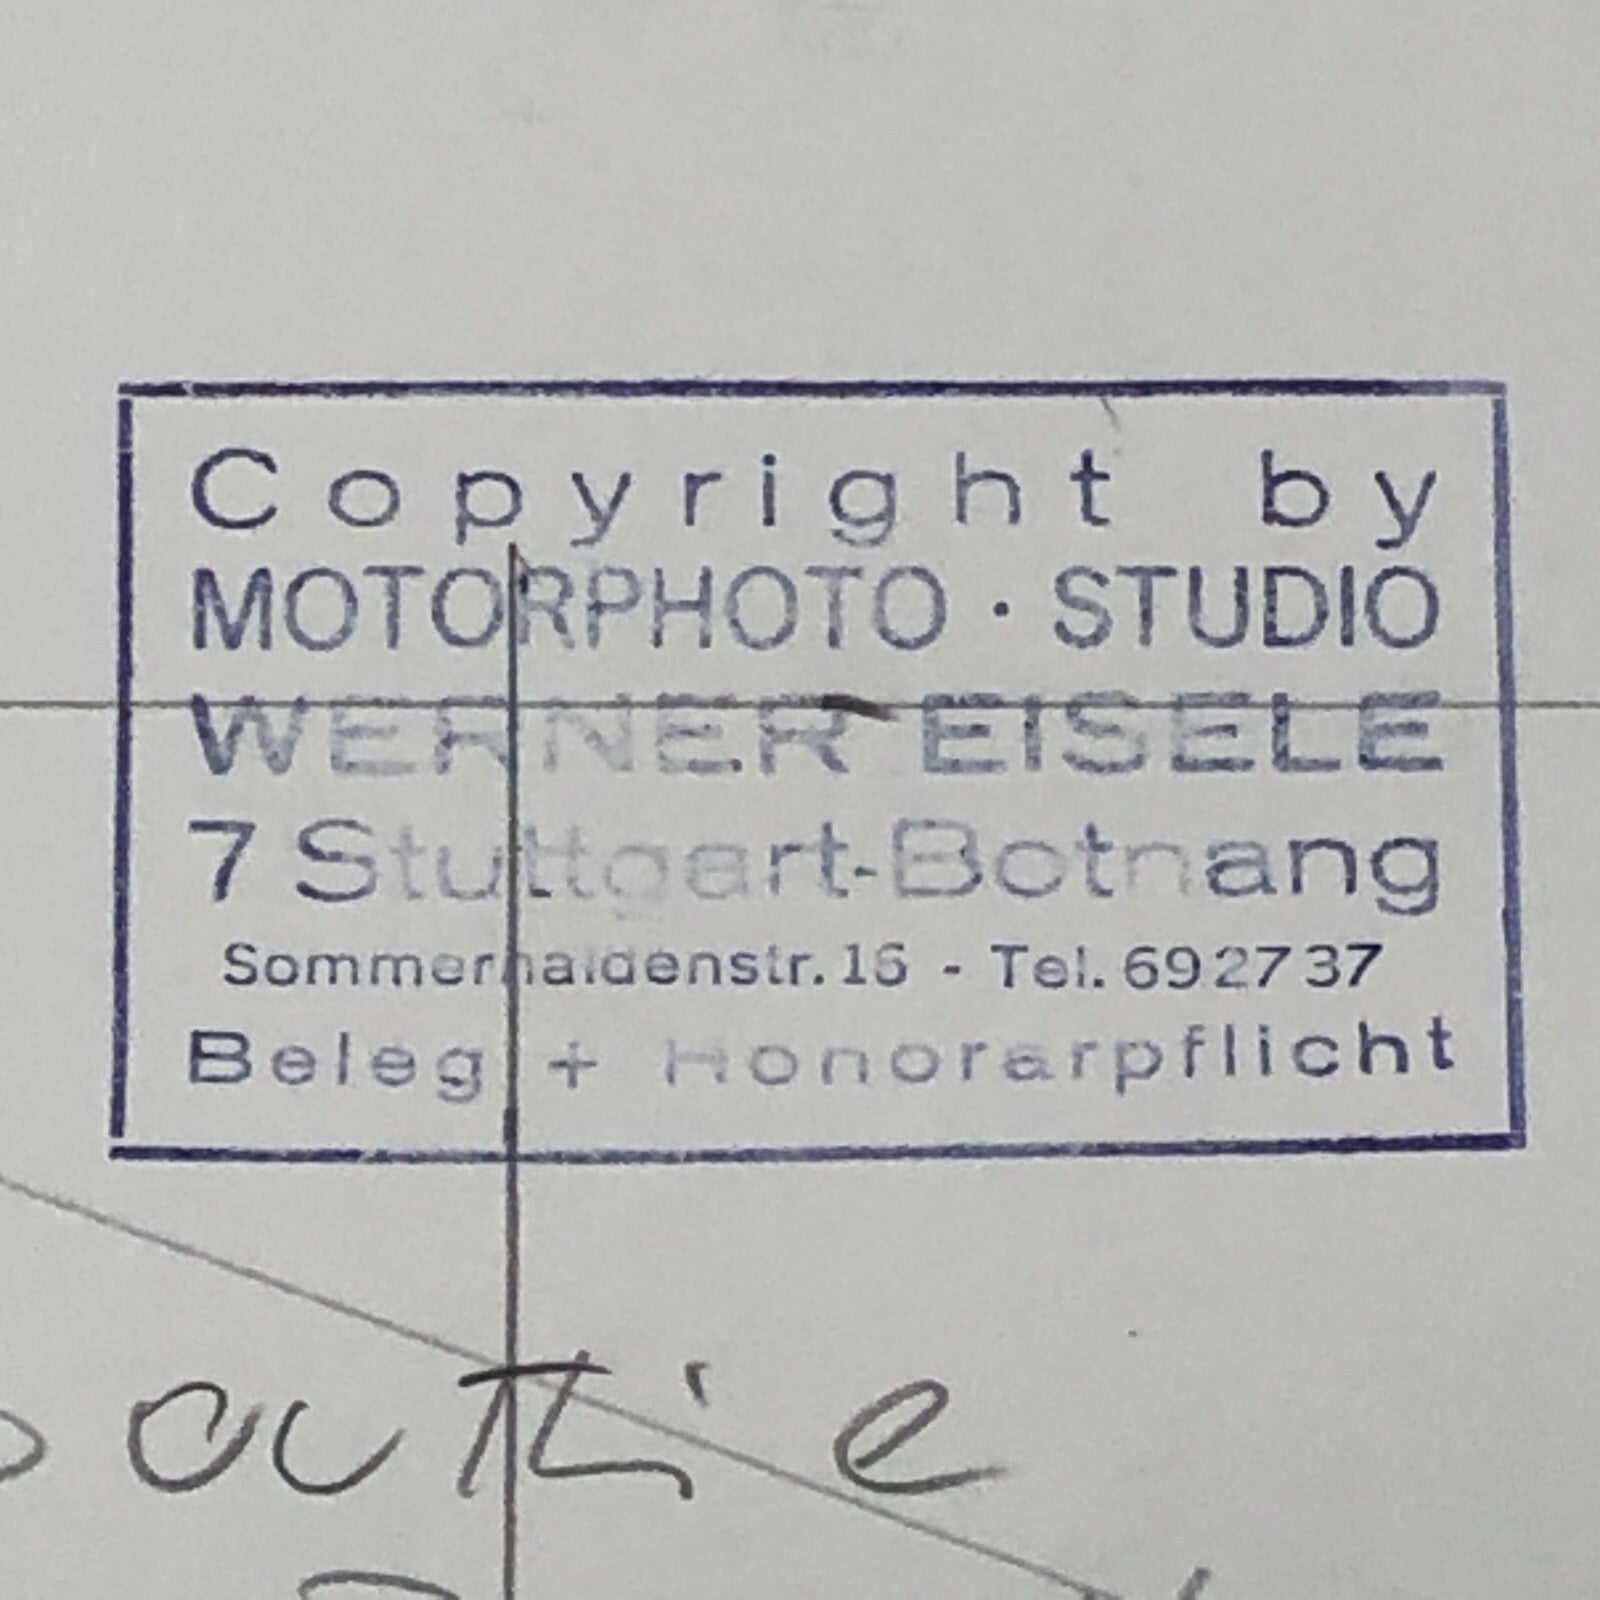 Copyright by
MOTORPHOTO · STUDIO
WERNER EISELE
7 Stuttgart-Botnang
Sommerhaldenstr. 16 - Tel. 692737
Beleg + Honorarpflicht